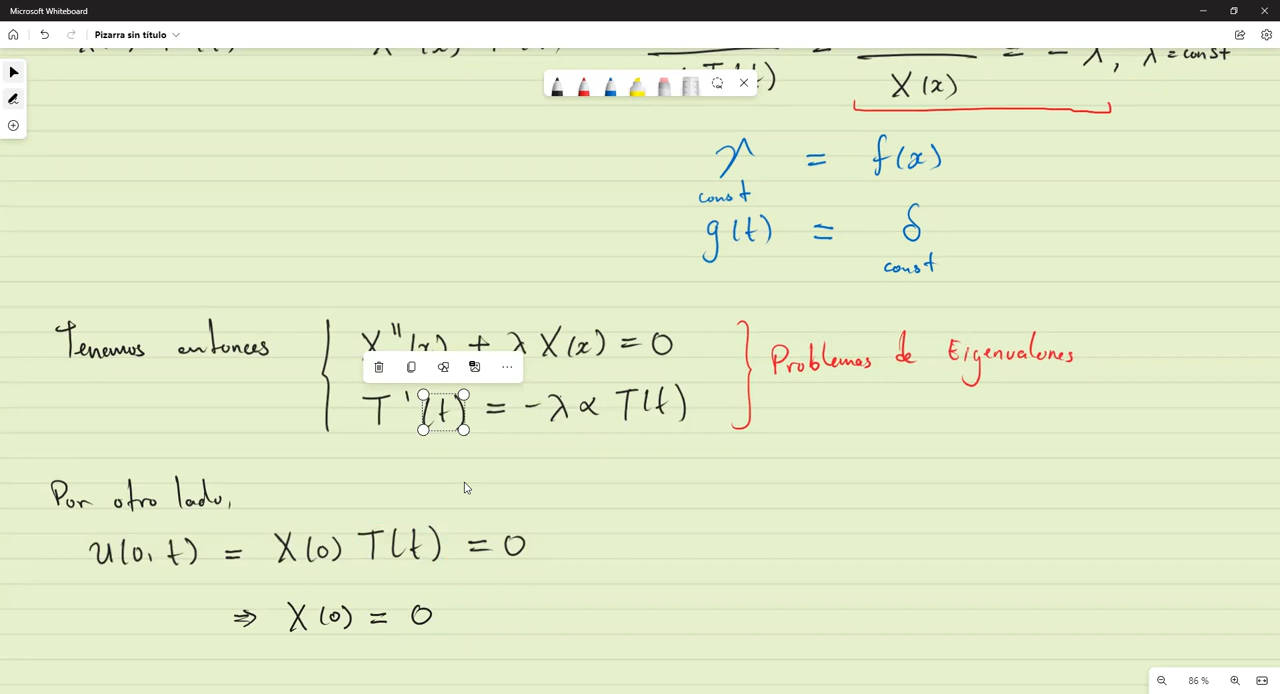 Microsoft Whiteboard
Pizarra sin título
= - λ, λ = const
X(x)
γ = f(x)
const
g(t) = δ
const
Tenemos entonces { X''(x) + λ X(x) = 0 } Problemas de Eigenvalores
T'(t) = -λ α T(t)
Por otro lado,
u(0, t) = X(0) T(t) = 0
⇒ X(0) = 0
86 %